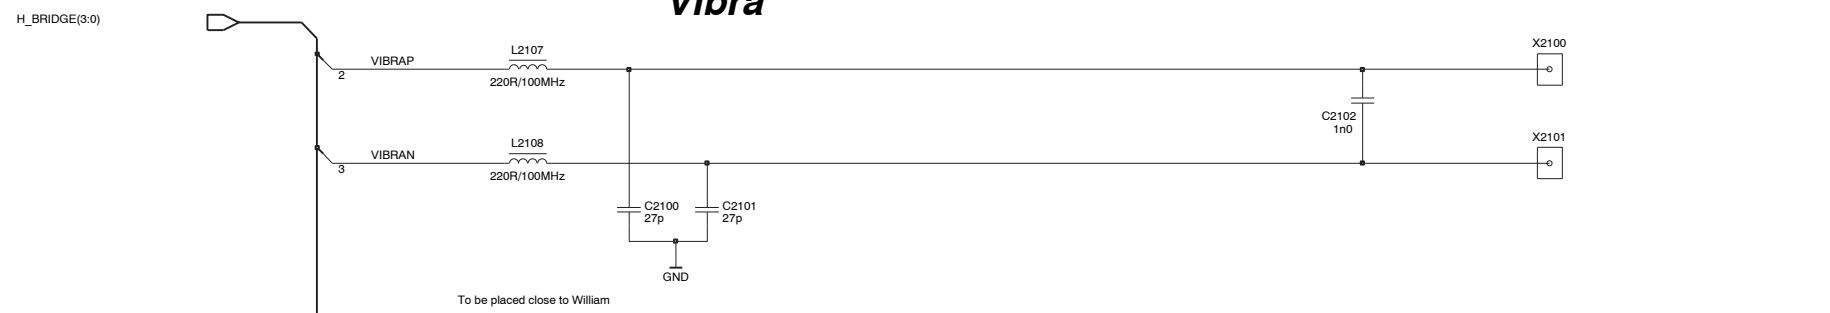 Vibra
H_BRIDGE(3:0)
L2107
X2100
VIBRAP
2
220R/100MHz
C2102
1n0
L2108
X2101
VIBRAN
3
220R/100MHz
C2100
27p
C2101
27p
GND
To be placed close to William